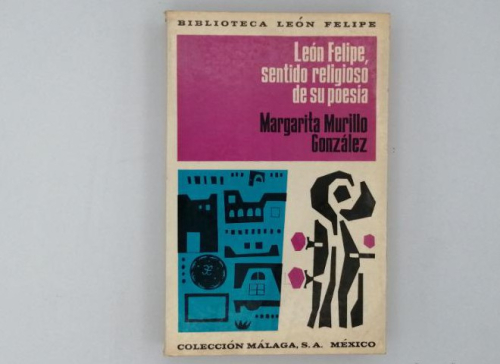 BIBLIOTECA LEÓN FELIPE
León Felipe,
sentido religioso
de su poesía
Margarita Murillo
González
COLECCIÓN MÁLAGA, S. A. MÉXICO